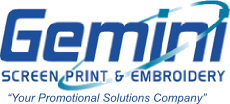 Gemini
SCREEN PRINT & EMBROIDERY
"Your Promotional Solutions Company"